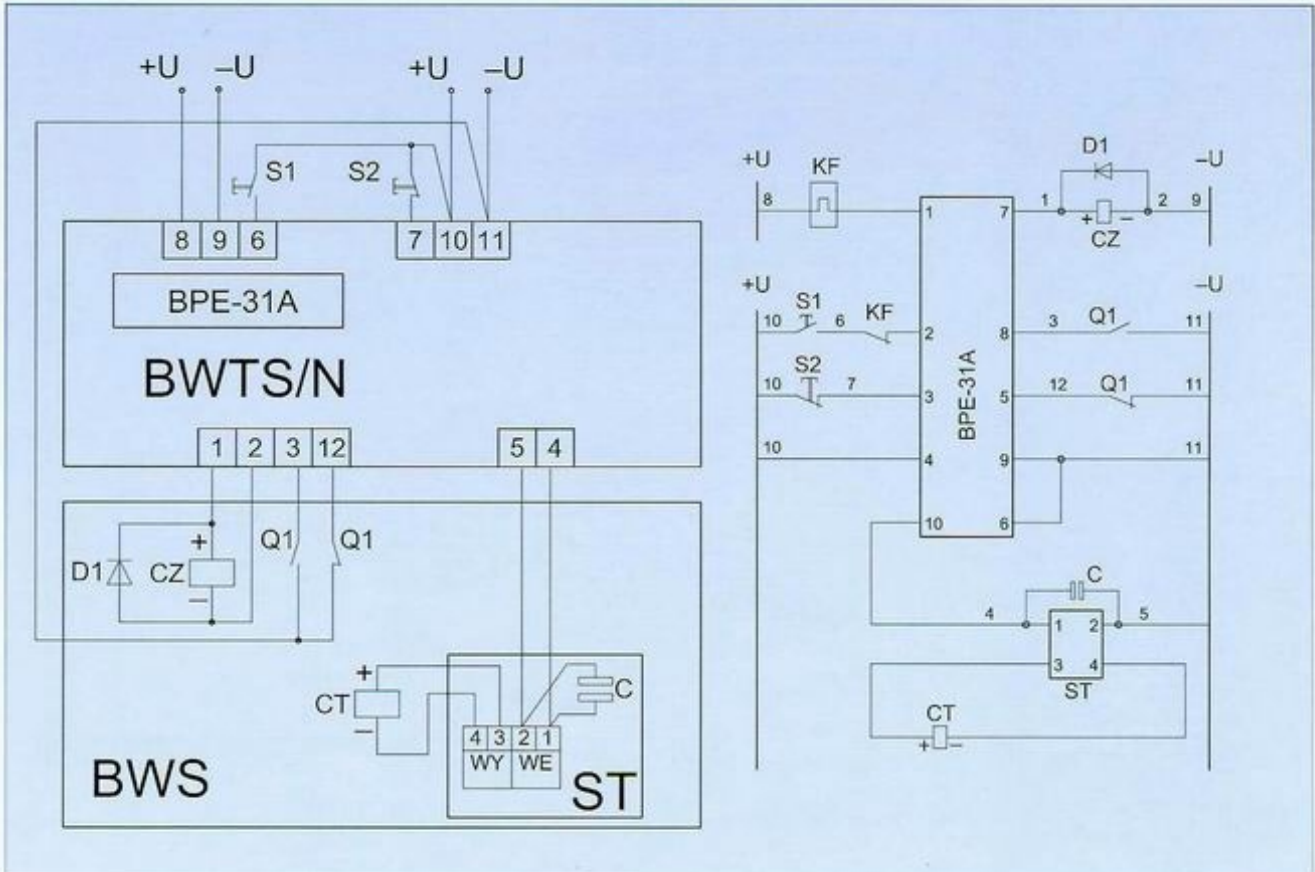 +U –U +U –U
S1 S2
8 9 6 7 10 11
BPE-31A
BWTS/N
1 2 3 12 5 4
D1 + CZ – Q1 Q1
+ CT –
C
4 3 2 1
WY WE
BWS ST
+U KF D1 –U
8 1 7 1 2 9
+ –
CZ
+U –U
10 S1 6 KF 2 8 3 Q1 11
10 S2 7 3 5 12 Q1 11
BPE-31A
10 4 9 11
10 6
C
4 1 2 5
3 4
ST
CT
+ –